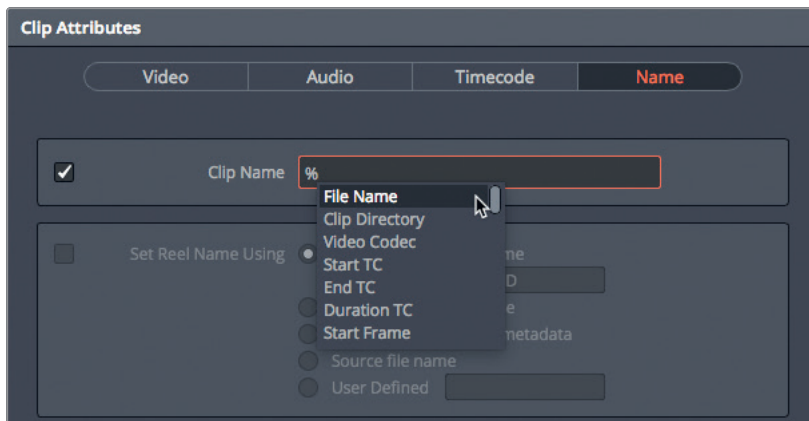 Clip Attributes
Video Audio Timecode Name
Clip Name %
File Name
Clip Directory
Video Codec
Start TC
End TC
Duration TC
Start Frame
Set Reel Name Using
metadata
Source file name
User Defined